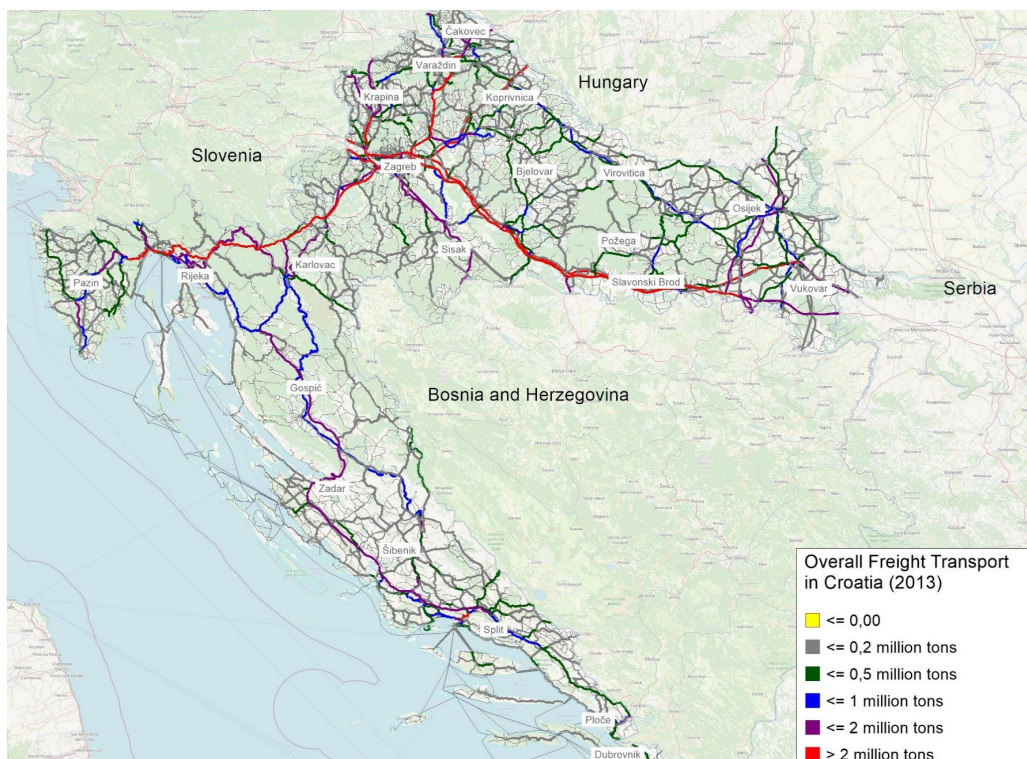 Čakovec
Varaždin
Hungary
Krapina
Koprivnica
Slovenia
Zagreb
Bjelovar
Virovitica
Osijek
Požega
Sisak
Karlovac
Rijeka
Pazin
Slavonski Brod
Vukovar
Serbia
Gospić
Bosnia and Herzegovina
Zadar
Šibenik
Split
Ploče
Dubrovnik
Overall Freight Transport
in Croatia (2013)
<= 0,00
<= 0,2 million tons
<= 0,5 million tons
<= 1 million tons
<= 2 million tons
> 2 million tons